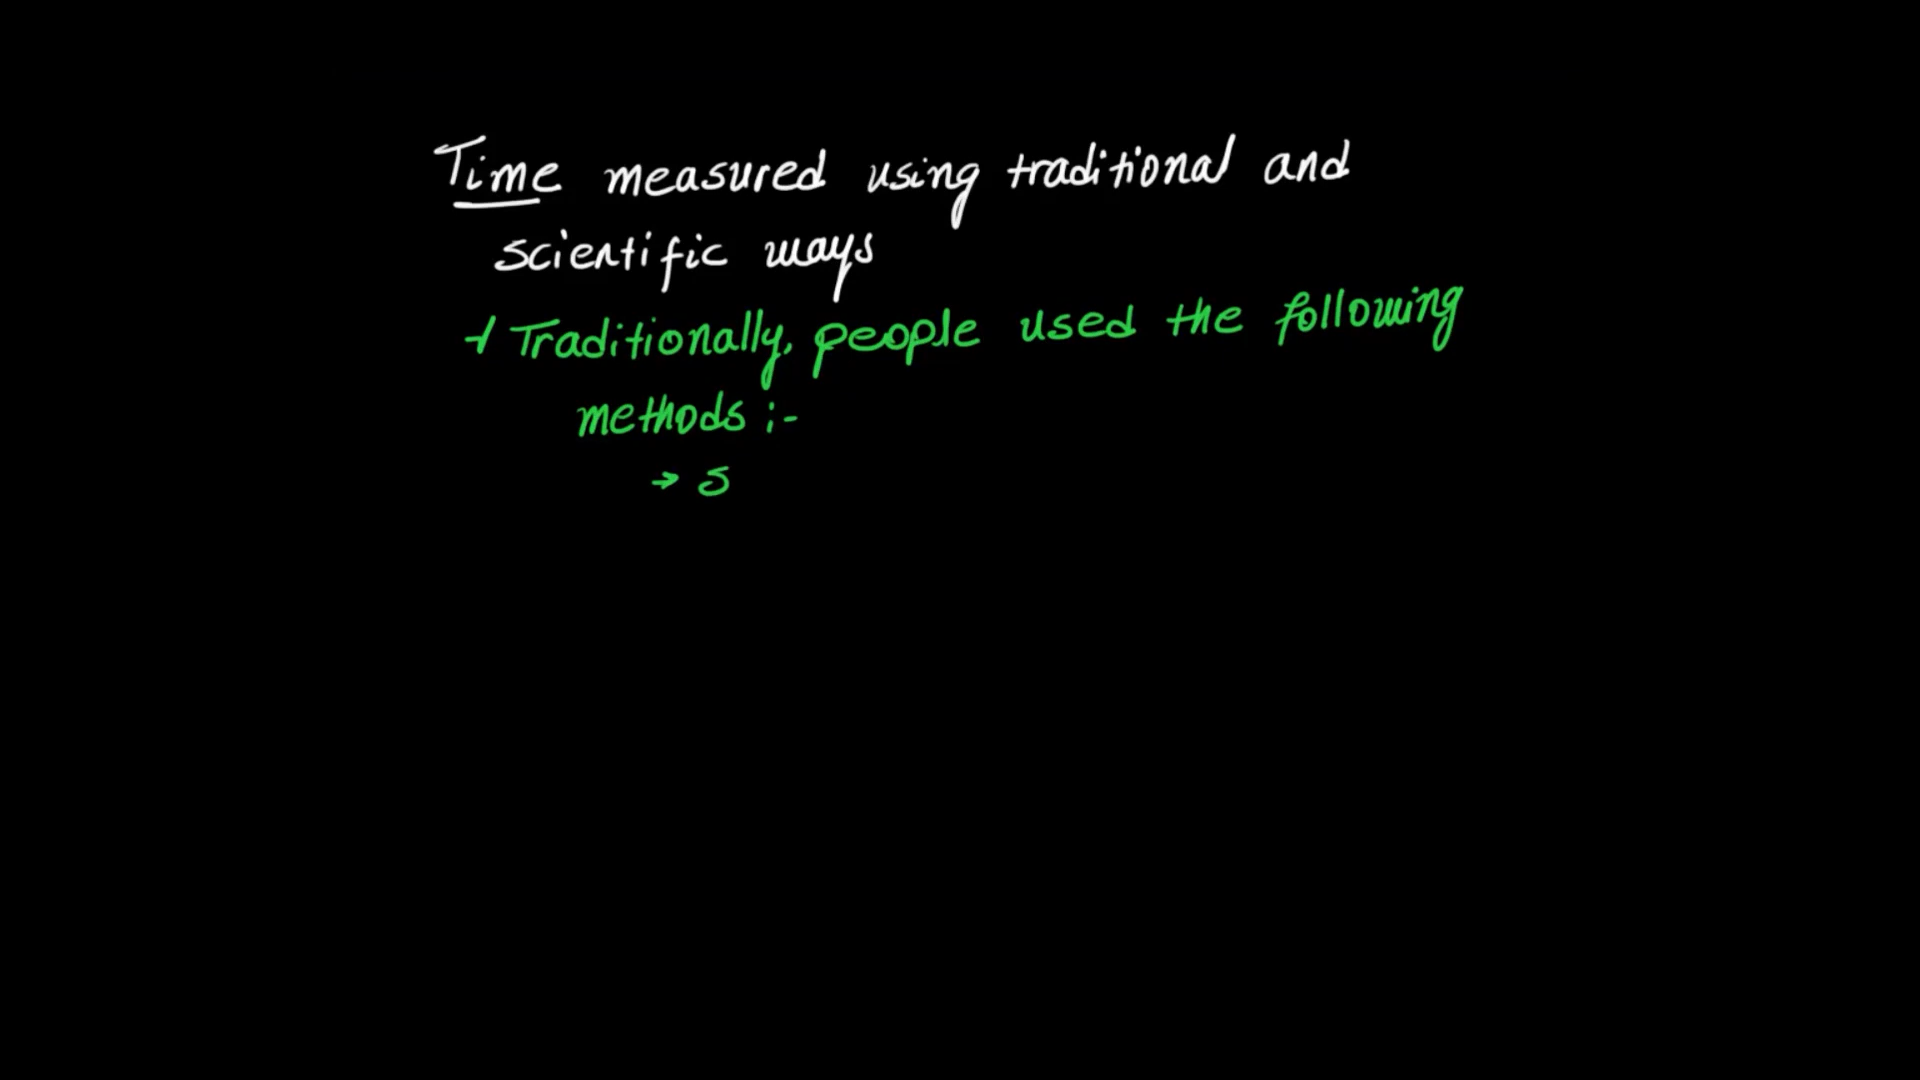 Time measured using traditional and
scientific ways
Traditionally, people used the following
methods :-
→ s